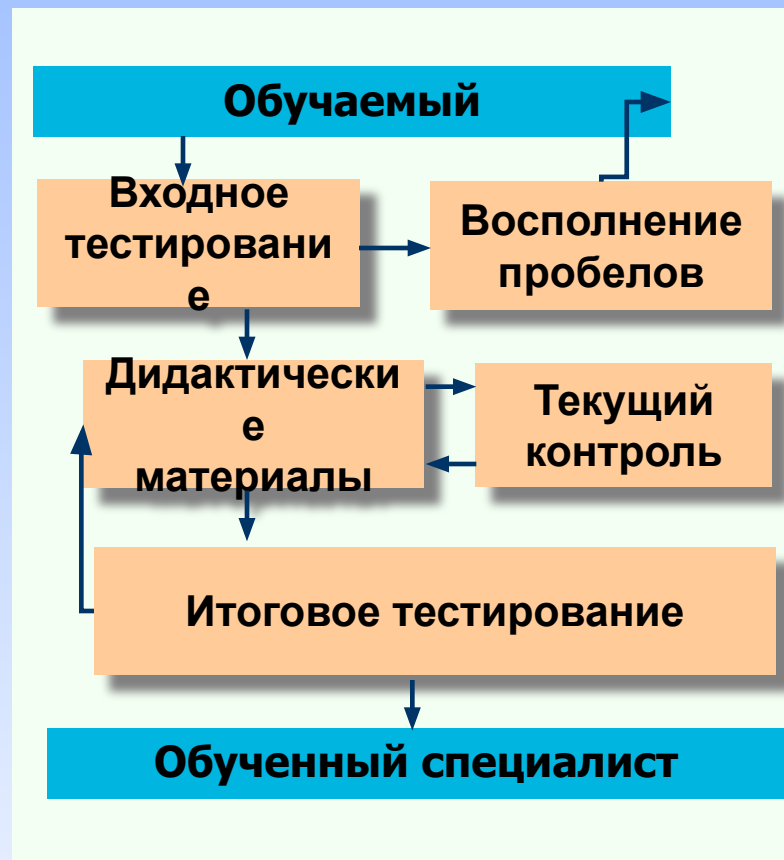 Обучаемый
Входное
тестировани
е
Восполнение
пробелов
Дидактически
е
материалы
Текущий
контроль
Итоговое тестирование
Обученный специалист